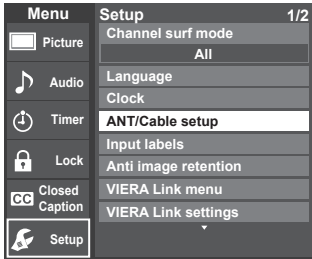 Menu
Picture
Audio
Timer
Lock
CC Closed
Caption
Setup
Setup 1/2
Channel surf mode
All
Language
Clock
ANT/Cable setup
Input labels
Anti image retention
VIERA Link menu
VIERA Link settings